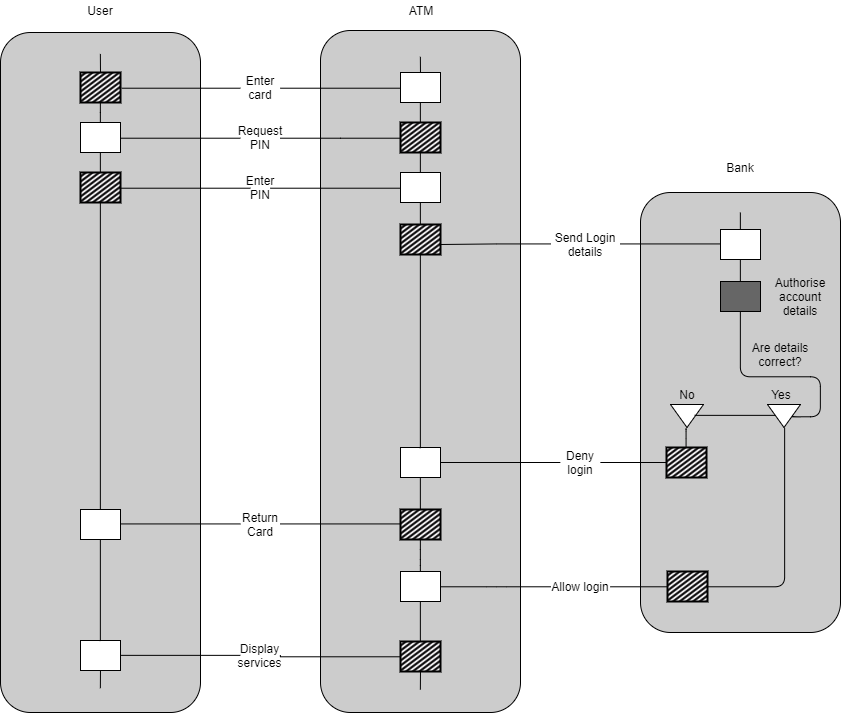 User
ATM
Enter
card
Request
PIN
Enter
PIN
Bank
Send Login
details
Authorise
account
details
Are details
correct?
No
Yes
Deny
login
Return
Card
Allow login
Display
services